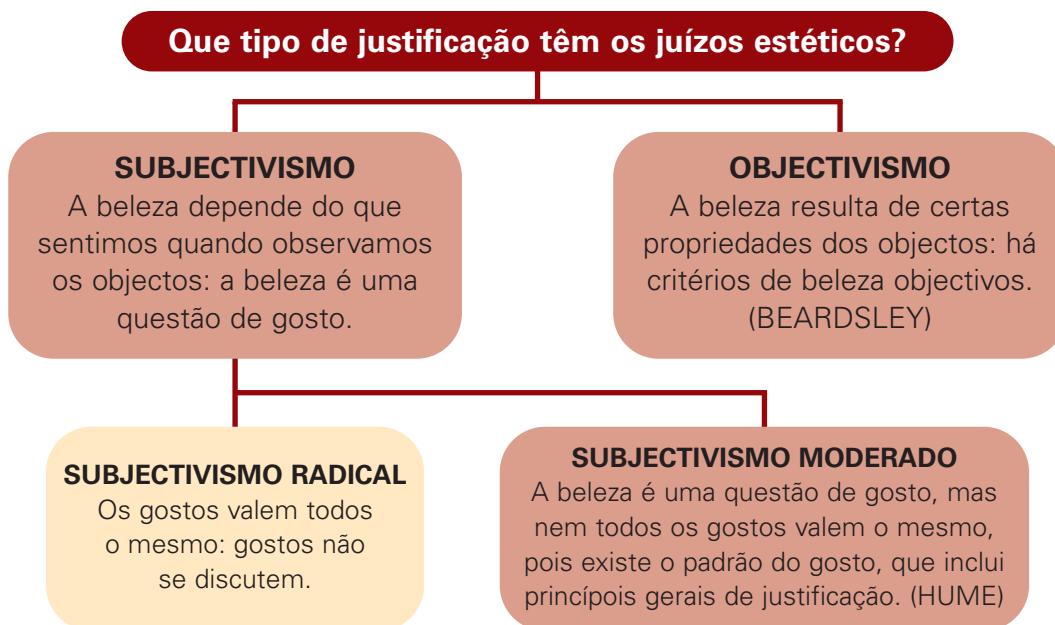 Que tipo de justificação têm os juízos estéticos?
SUBJECTIVISMO
A beleza depende do que
sentimos quando observamos
os objectos: a beleza é uma
questão de gosto.
OBJECTIVISMO
A beleza resulta de certas
propriedades dos objectos: há
critérios de beleza objectivos.
(BEARDSLEY)
SUBJECTIVISMO RADICAL
Os gostos valem todos
o mesmo: gostos não
se discutem.
SUBJECTIVISMO MODERADO
A beleza é uma questão de gosto, mas
nem todos os gostos valem o mesmo,
pois existe o padrão do gosto, que inclui
princípois gerais de justificação. (HUME)